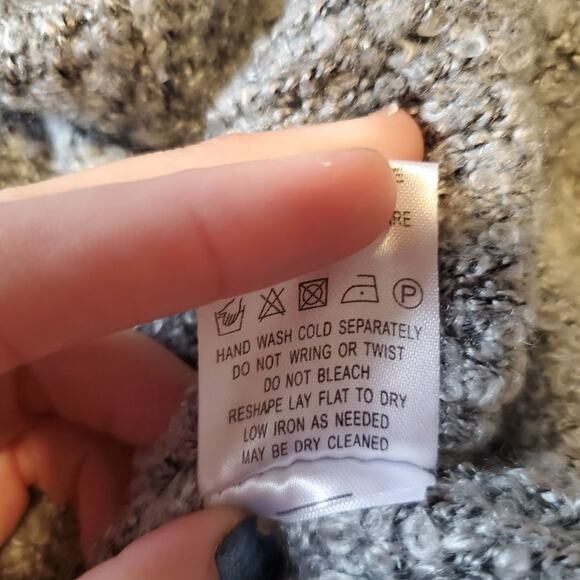 RE
P
HAND WASH COLD SEPARATELY
DO NOT WRING OR TWIST
DO NOT BLEACH
RESHAPE LAY FLAT TO DRY
LOW IRON AS NEEDED
MAY BE DRY CLEANED